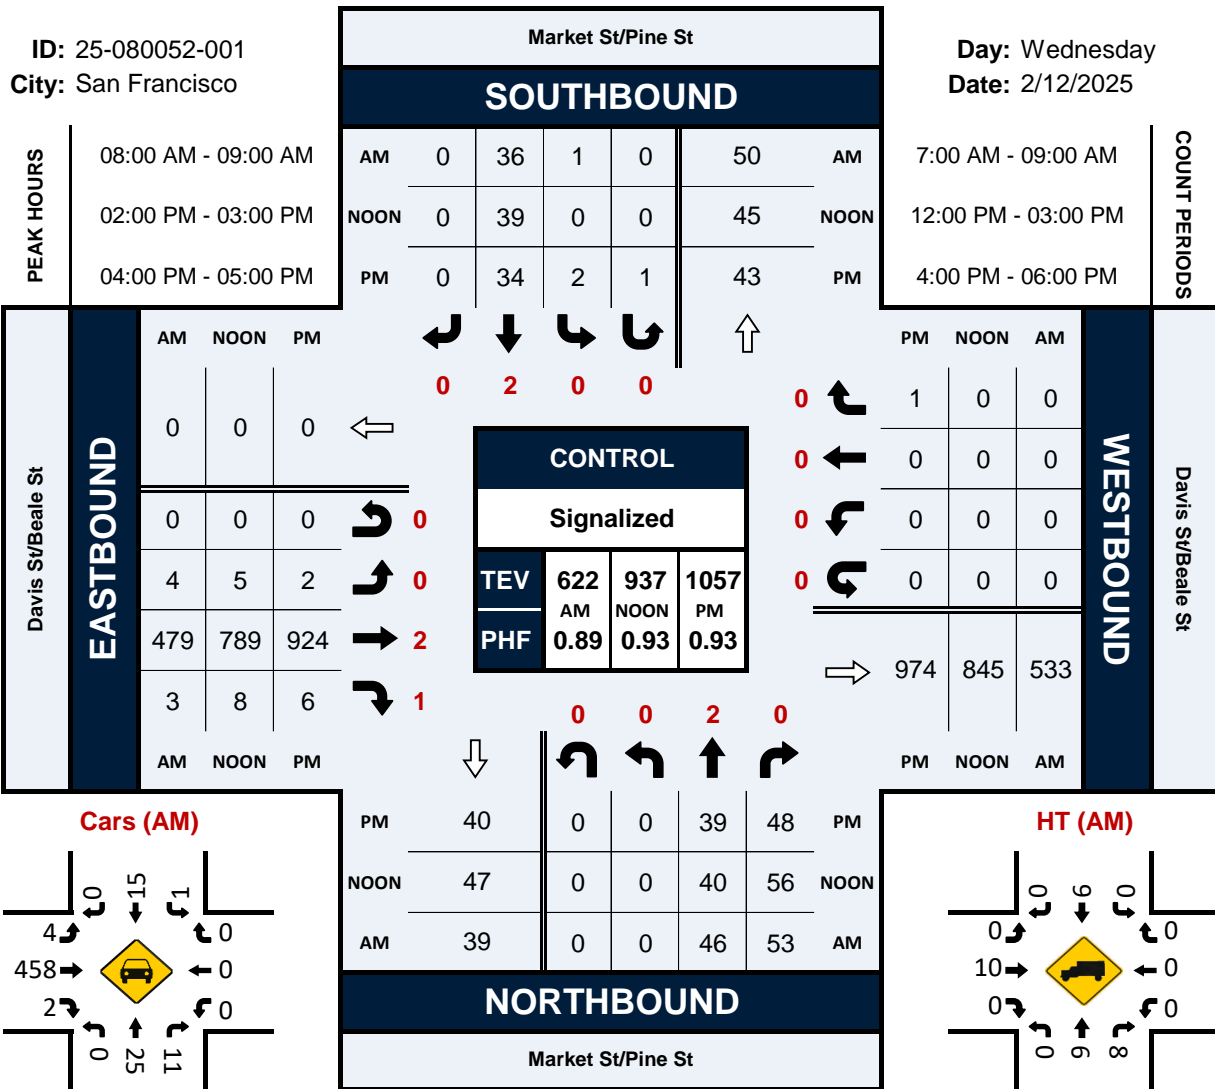 Market St/Pine St
ID: 25-080052-001
Day: Wednesday
City: San Francisco
Date: 2/12/2025
SOUTHBOUND
PEAK HOURS
08:00 AM - 09:00 AM
AM 0 36 1 0 50 AM
7:00 AM - 09:00 AM
COUNT PERIODS
02:00 PM - 03:00 PM
NOON 0 39 0 0 45 NOON
12:00 PM - 03:00 PM
04:00 PM - 05:00 PM
PM 0 34 2 1 43 PM
4:00 PM - 06:00 PM
0 2 0 0
Davis St/Beale St
EASTBOUND
AM NOON PM
0 0 0
0 0 0 0
4 5 2 0
479 789 924 2
3 8 6 1
AM NOON PM
CONTROL
Signalized
TEV 622 937 1057
AM NOON PM
PHF 0.89 0.93 0.93
PM NOON AM
0 1 0 0
0 0 0 0
0 0 0 0
0 0 0 0
974 845 533
PM NOON AM
WESTBOUND
Davis St/Beale St
0 0 2 0
PM 40 0 0 39 48 PM
NOON 47 0 0 40 56 NOON
AM 39 0 0 46 53 AM
NORTHBOUND
Market St/Pine St
Cars (AM)
0 15 1
4 0
458 0
2 0
0 25 11
HT (AM)
0 9 0
0 0
10 0
0 0
0 9 8